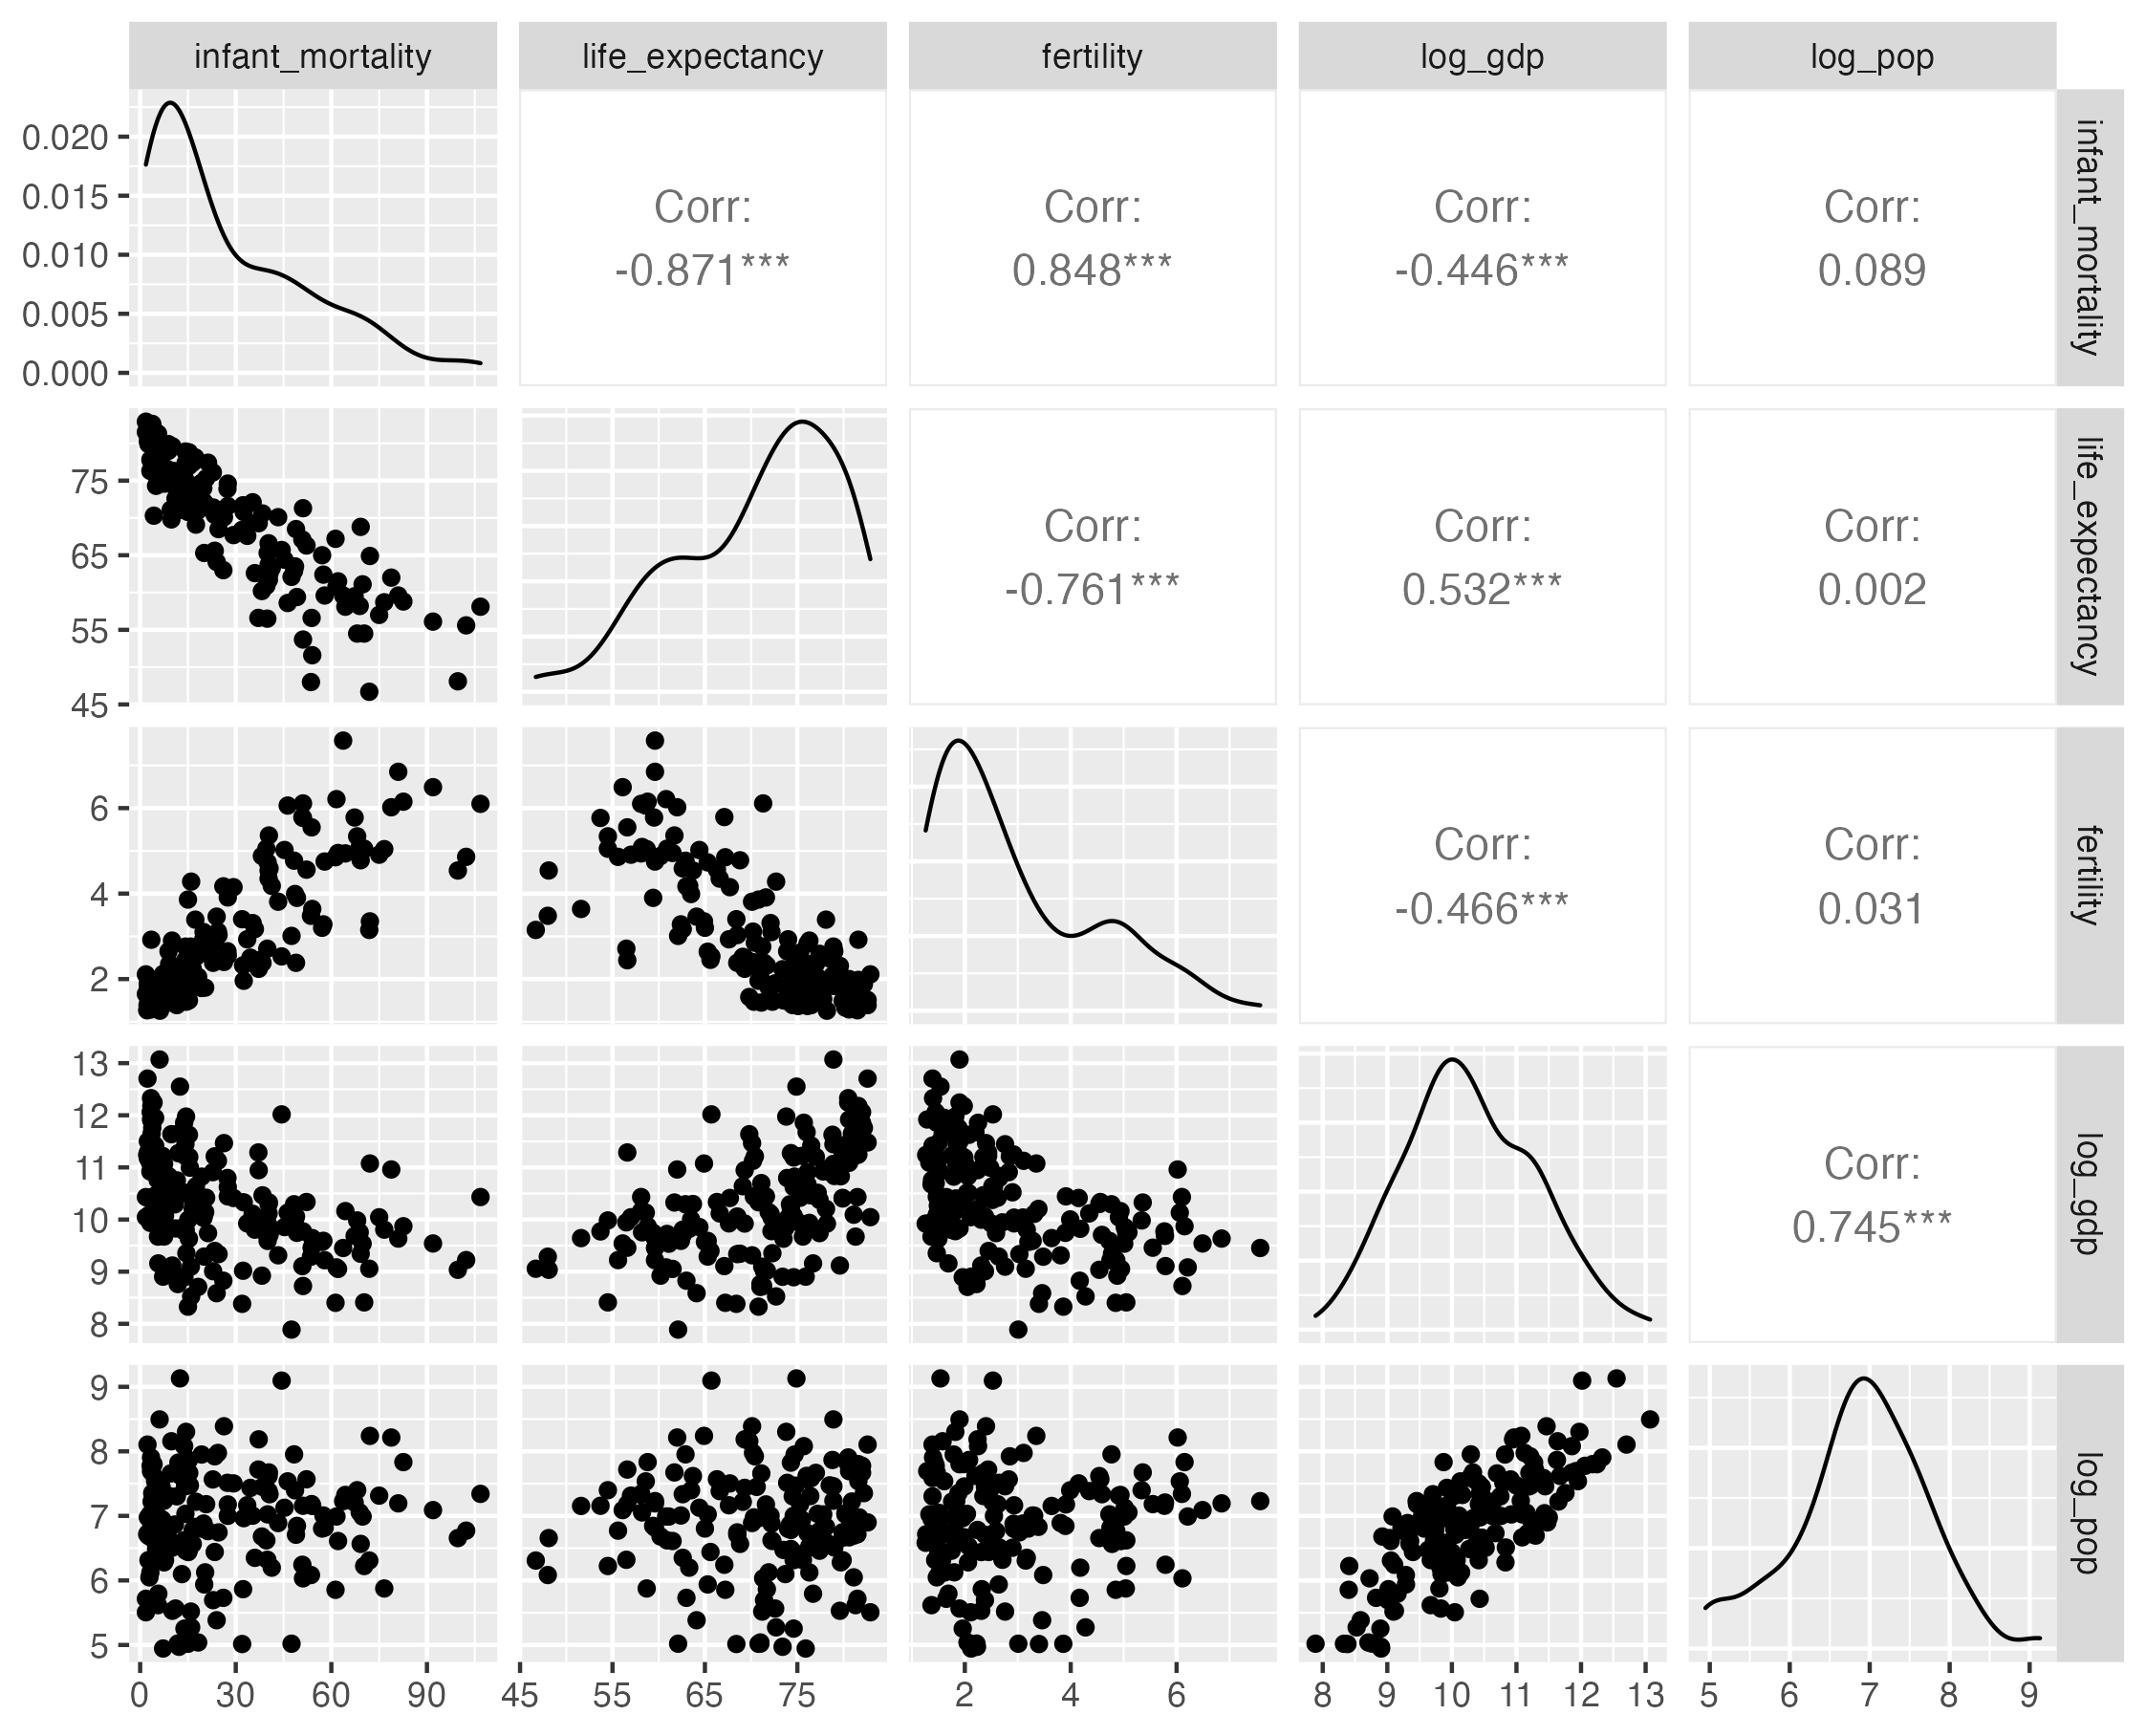 infant_mortality life_expectancy fertility log_gdp log_pop
0.020
0.015
0.010
0.005
0.000
Corr:
-0.871***
Corr:
0.848***
Corr:
-0.446***
Corr:
0.089
infant_mortality
75
65
55
45
Corr:
-0.761***
Corr:
0.532***
Corr:
0.002
life_expectancy
6
4
2
Corr:
-0.466***
Corr:
0.031
fertility
13
12
11
10
9
8
Corr:
0.745***
log_gdp
9
8
7
6
5
log_pop
0 30 60 90 45 55 65 75 2 4 6 8 9 10 11 12 13 5 6 7 8 9